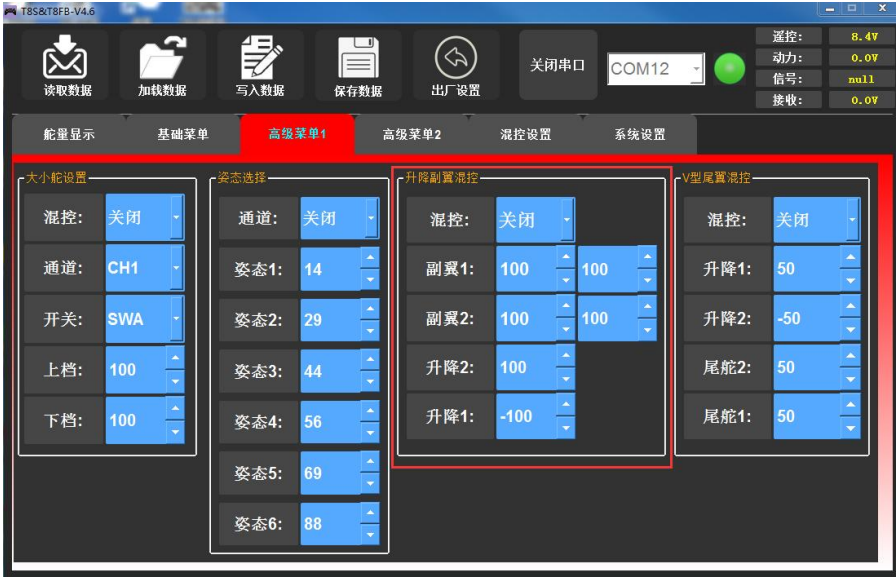 T8S&T8FB-V4.6
读取数据 加载数据 写入数据 保存数据 出厂设置 关闭串口 COM12
遥控: 8.4V
动力: 0.0V
信号: null
接收: 0.0V
舵量显示 基础菜单 高级菜单1 高级菜单2 混控设置 系统设置
大小舵设置
混控: 关闭
通道: CH1
开关: SWA
上档: 100
下档: 100
姿态选择
通道: 关闭
姿态1: 14
姿态2: 29
姿态3: 44
姿态4: 56
姿态5: 69
姿态6: 88
升降副翼混控
混控: 关闭
副翼1: 100 100
副翼2: 100 100
升降2: 100
升降1: -100
V型尾翼混控
混控: 关闭
升降1: 50
升降2: -50
尾舵2: 50
尾舵1: 50